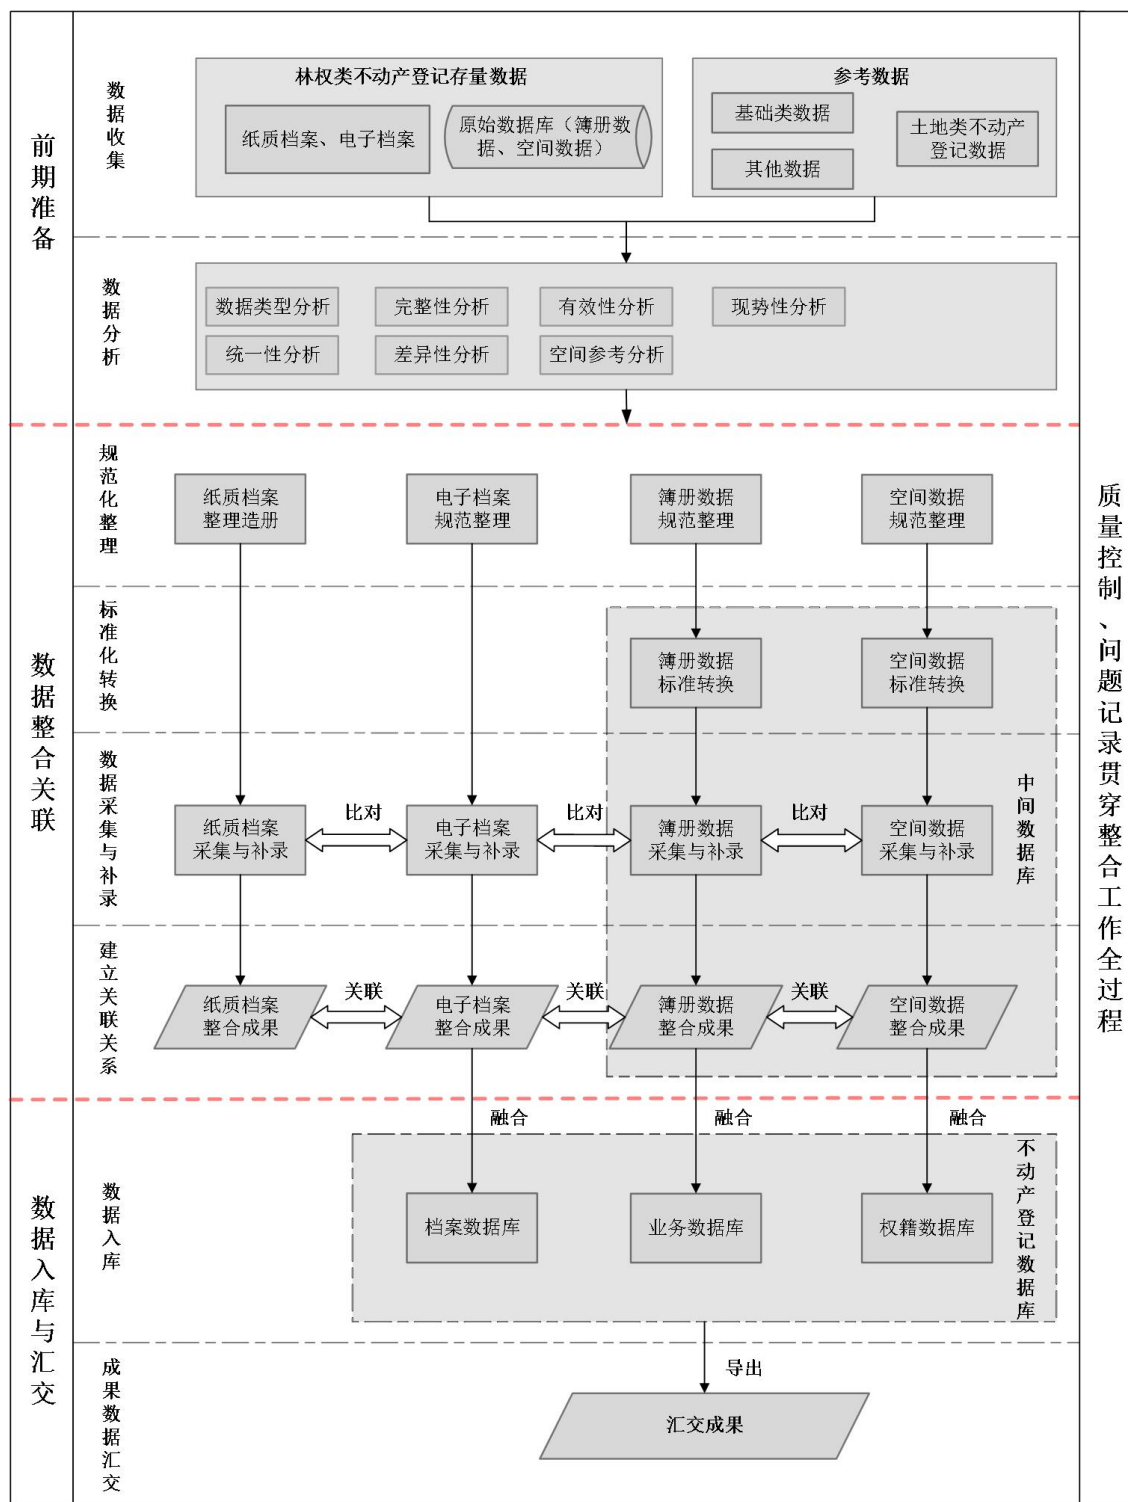 前期准备
数据收集
林权类不动产登记存量数据
纸质档案、电子档案
原始数据库（簿册数
据、空间数据）
参考数据
基础类数据
其他数据
土地类不动产
登记数据
数据分析
数据类型分析
完整性分析
有效性分析
现势性分析
统一性分析
差异性分析
空间参考分析
数据整合关联
规范化整理
纸质档案
整理造册
电子档案
规范整理
簿册数据
规范整理
空间数据
规范整理
标准化转换
簿册数据
标准转换
空间数据
标准转换
数据采集与补录
纸质档案
采集与补录
比对
电子档案
采集与补录
比对
簿册数据
采集与补录
比对
空间数据
采集与补录
中间数据库
建立关联关系
纸质档案
整合成果
关联
电子档案
整合成果
关联
簿册数据
整合成果
关联
空间数据
整合成果
数据入库与汇交
数据入库
融合
融合
融合
档案数据库
业务数据库
权籍数据库
不动产登记数据库
成果数据汇交
导出
汇交成果
质量控制、问题记录贯穿整合工作全过程